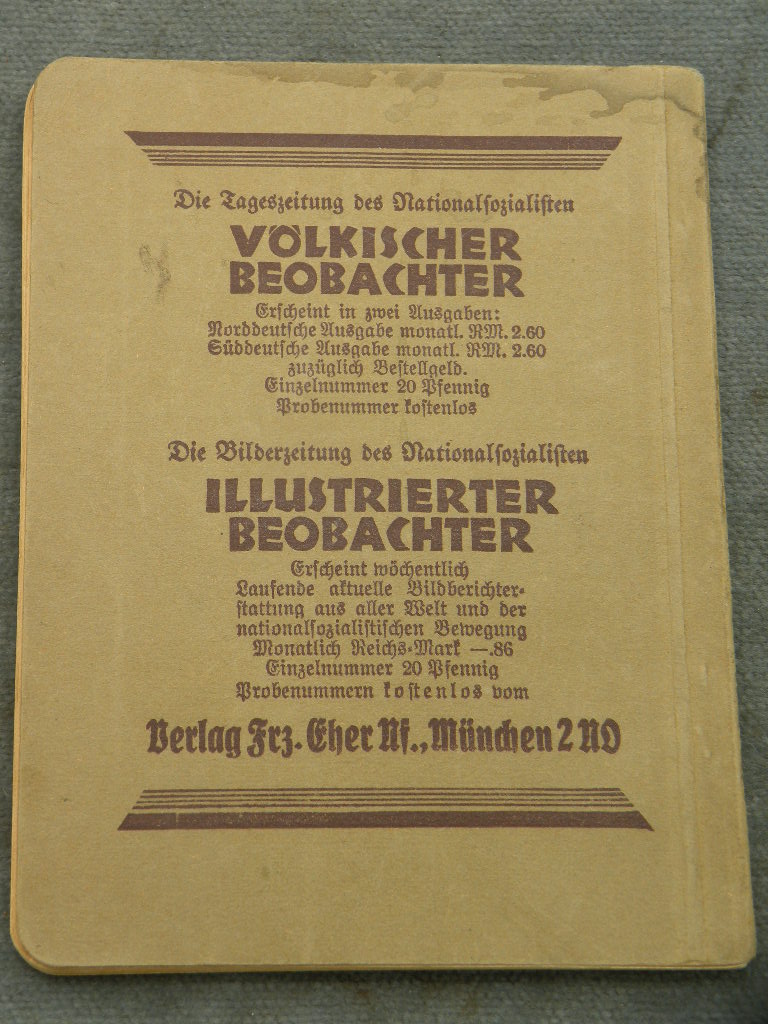 Die Tageszeitung des Nationalsozialisten
VÖLKISCHER
BEOBACHTER
Erscheint in zwei Ausgaben:
Norddeutsche Ausgabe monatl. RM. 2.60
Süddeutsche Ausgabe monatl. RM. 2.60
zuzüglich Bestellgeld.
Einzelnummer 20 Pfennig
Probenummer kostenlos
Die Bilderzeitung des Nationalsozialisten
ILLUSTRIERTER
BEOBACHTER
Erscheint wöchentlich
Laufende aktuelle Bildberichter-
stattung aus aller Welt und der
nationalsozialistischen Bewegung
Monatlich Reichs-Mark —.86
Einzelnummer 20 Pfennig
Probenummern kostenlos vom
Verlag Frz. Eher Nf., München 2 NO